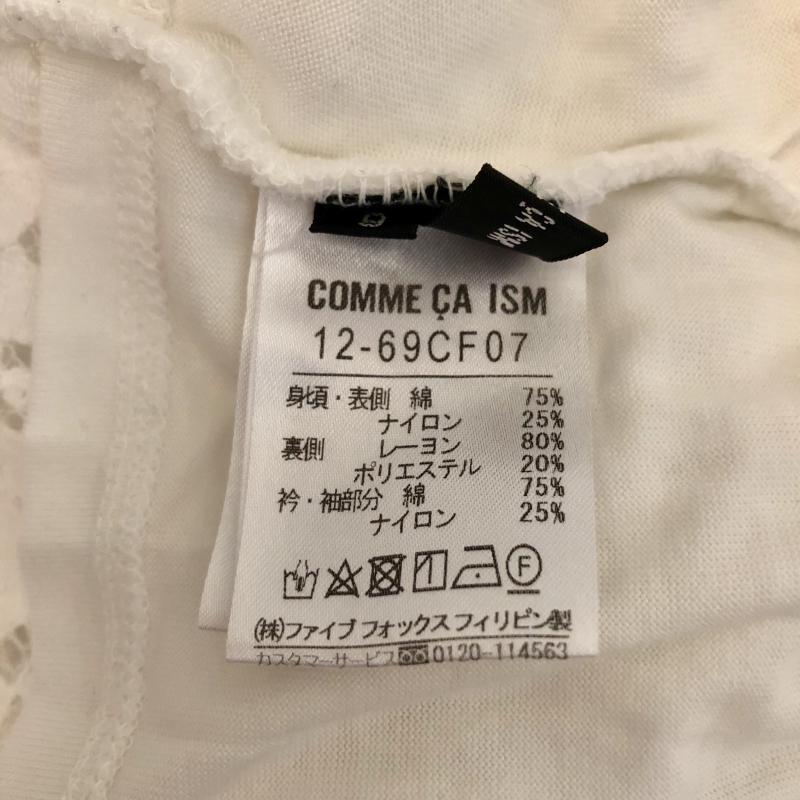 ÇA ISM
COMME ÇA ISM
12-69CF07
身頃・表側 綿 75%
ナイロン 25%
裏側 レーヨン 80%
ポリエステル 20%
衿・袖部分 綿 75%
ナイロン 25%
F
(株)ファイブ フォックス フィリピン製
カスタマーサービス 0120-114563